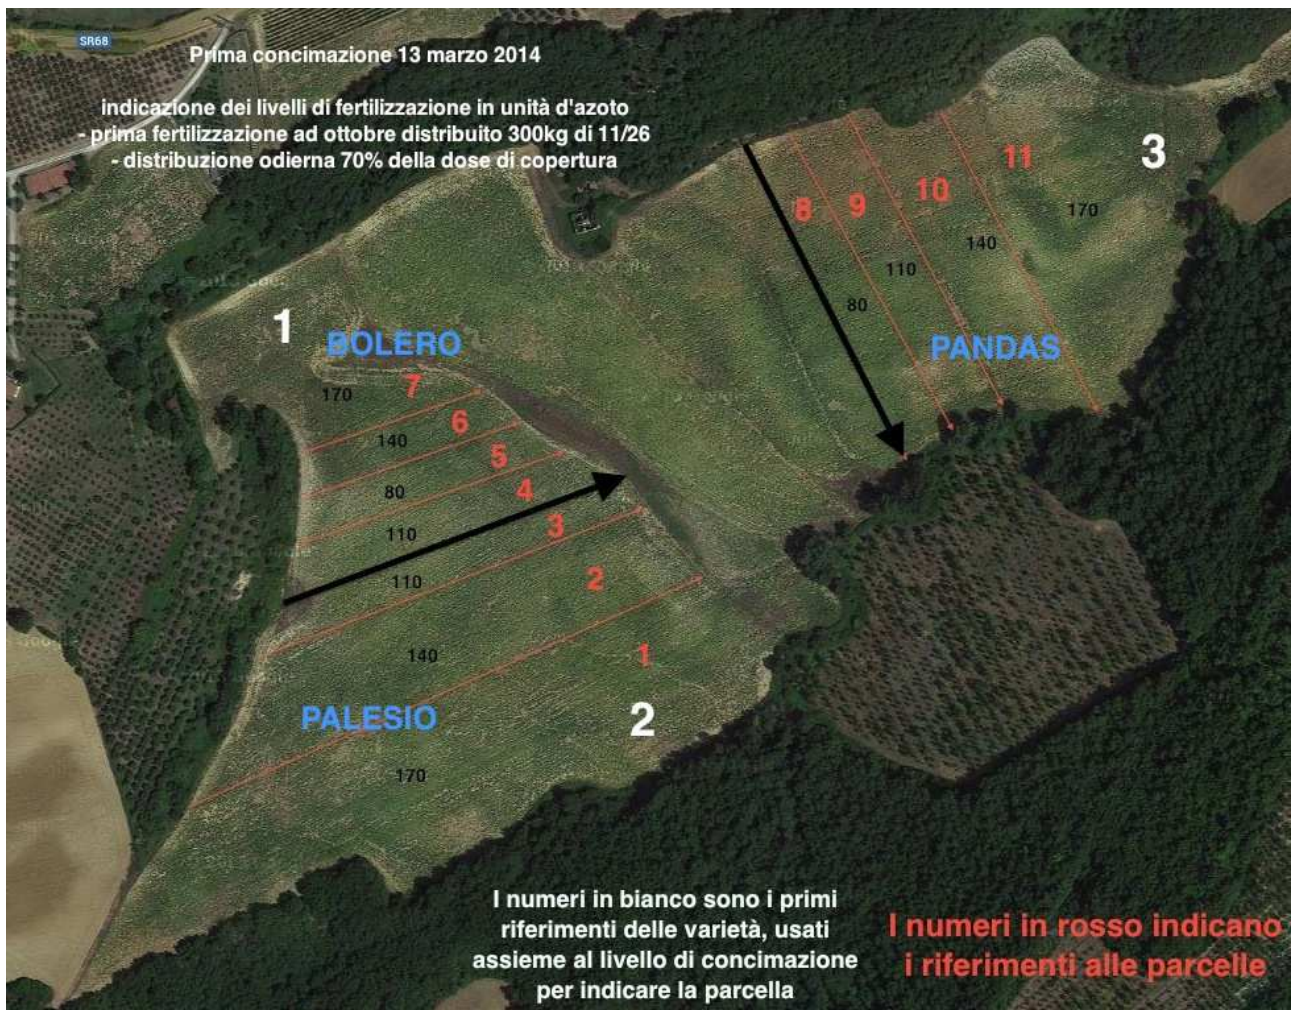 SR68
Prima concimazione 13 marzo 2014
indicazione dei livelli di fertilizzazione in unità d'azoto
- prima fertilizzazione ad ottobre distribuito 300kg di 11/26
- distribuzione odierna 70% della dose di copertura
3
11
10
9
8
170
140
110
80
PANDAS
1
BOLERO
7
170
6
140
5
80
4
110
3
110
2
140
1
PALESIO
2
170
I numeri in bianco sono i primi
riferimenti delle varietà, usati
assieme al livello di concimazione
per indicare la parcella
I numeri in rosso indicano
i riferimenti alle parcelle